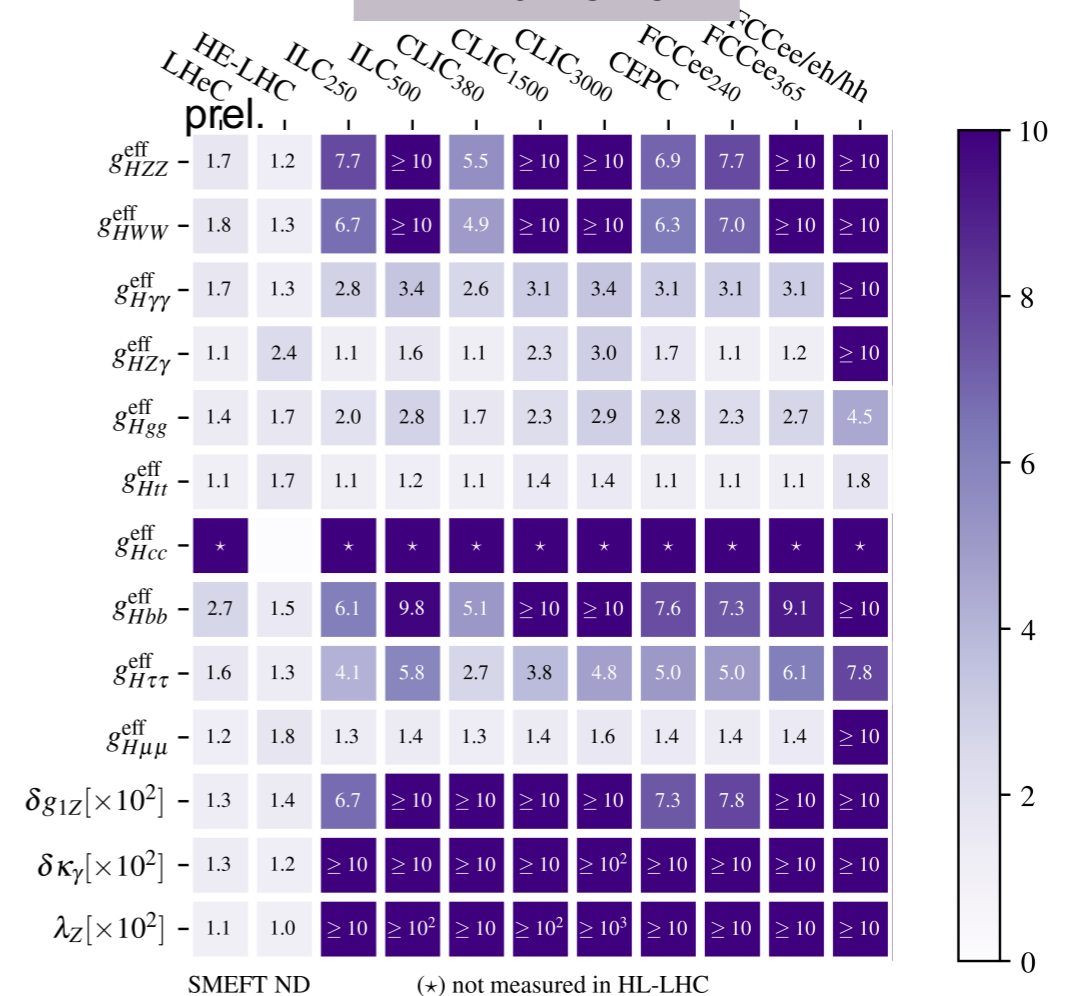 LHeC HE-LHC ILC250 ILC500 CLIC380 CLIC1500 CLIC3000 CEPC FCCee240 FCCee365 FCCee/eh/hh
prel.
g^eff_HZZ 1.7 1.2 7.7 ≥ 10 5.5 ≥ 10 ≥ 10 6.9 7.7 ≥ 10 ≥ 10
g^eff_HWW 1.8 1.3 6.7 ≥ 10 4.9 ≥ 10 ≥ 10 6.3 7.0 ≥ 10 ≥ 10
g^eff_Hγγ 1.7 1.3 2.8 3.4 2.6 3.1 3.4 3.1 3.1 3.1 ≥ 10
g^eff_HZγ 1.1 2.4 1.1 1.6 1.1 2.3 3.0 1.7 1.1 1.2 ≥ 10
g^eff_Hgg 1.4 1.7 2.0 2.8 1.7 2.3 2.9 2.8 2.3 2.7 4.5
g^eff_Htt 1.1 1.7 1.1 1.2 1.1 1.4 1.4 1.1 1.1 1.1 1.8
g^eff_Hcc ⋆ ⋆ ⋆ ⋆ ⋆ ⋆ ⋆ ⋆ ⋆ ⋆
g^eff_Hbb 2.7 1.5 6.1 9.8 5.1 ≥ 10 ≥ 10 7.6 7.3 9.1 ≥ 10
g^eff_Hττ 1.6 1.3 4.1 5.8 2.7 3.8 4.8 5.0 5.0 6.1 7.8
g^eff_Hμμ 1.2 1.8 1.3 1.4 1.3 1.4 1.6 1.4 1.4 1.4 ≥ 10
δg1Z[×10²] 1.3 1.4 6.7 ≥ 10 ≥ 10 ≥ 10 ≥ 10 7.3 7.8 ≥ 10 ≥ 10
δκγ[×10²] 1.3 1.2 ≥ 10 ≥ 10 ≥ 10 ≥ 10 ≥ 10² ≥ 10 ≥ 10 ≥ 10 ≥ 10
λZ[×10²] 1.1 1.0 ≥ 10 ≥ 10² ≥ 10 ≥ 10² ≥ 10³ ≥ 10 ≥ 10 ≥ 10 ≥ 10
SMEFT ND (⋆) not measured in HL-LHC
10
8
6
4
2
0